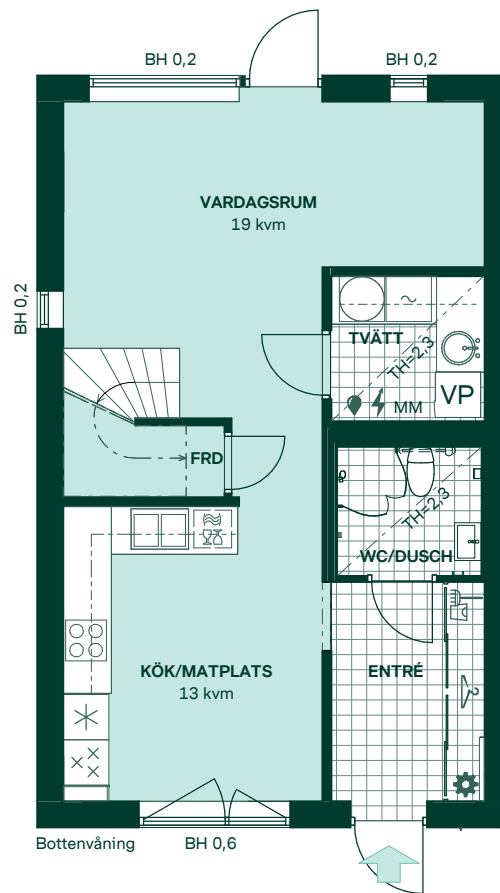 BH 0,2
BH 0,2
VARDAGSRUM
19 kvm
BH 0,2
TVÄTT
TH=2,3
VP
MM
FRD
TH=2,3
WC/DUSCH
KÖK/MATPLATS
13 kvm
ENTRÉ
Bottenvåning
BH 0,6